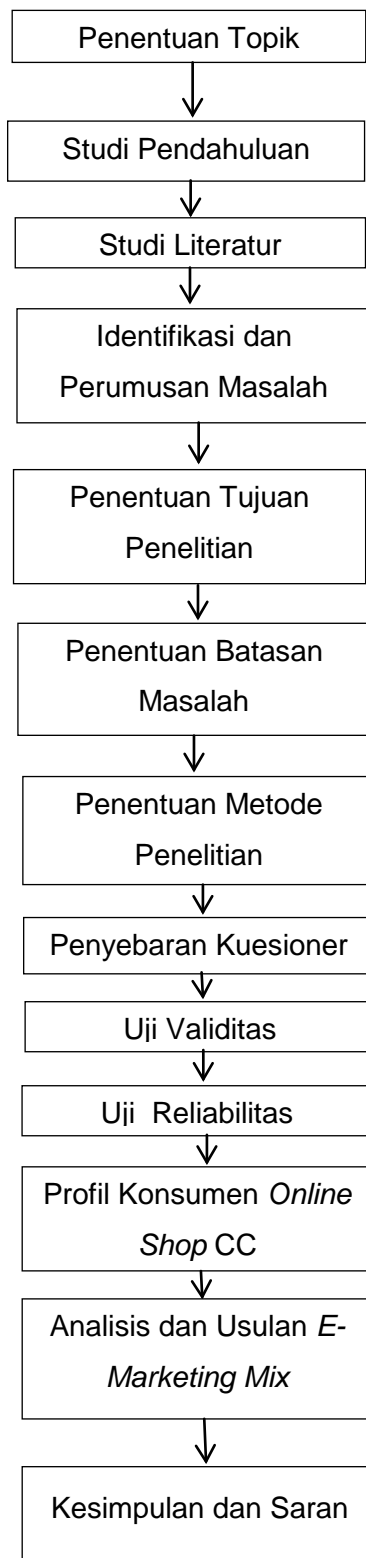 Penentuan Topik
Studi Pendahuluan
Studi Literatur
Identifikasi dan
Perumusan Masalah
Penentuan Tujuan
Penelitian
Penentuan Batasan
Masalah
Penentuan Metode
Penelitian
Penyebaran Kuesioner
Uji Validitas
Uji Reliabilitas
Profil Konsumen Online
Shop CC
Analisis dan Usulan E-
Marketing Mix
Kesimpulan dan Saran